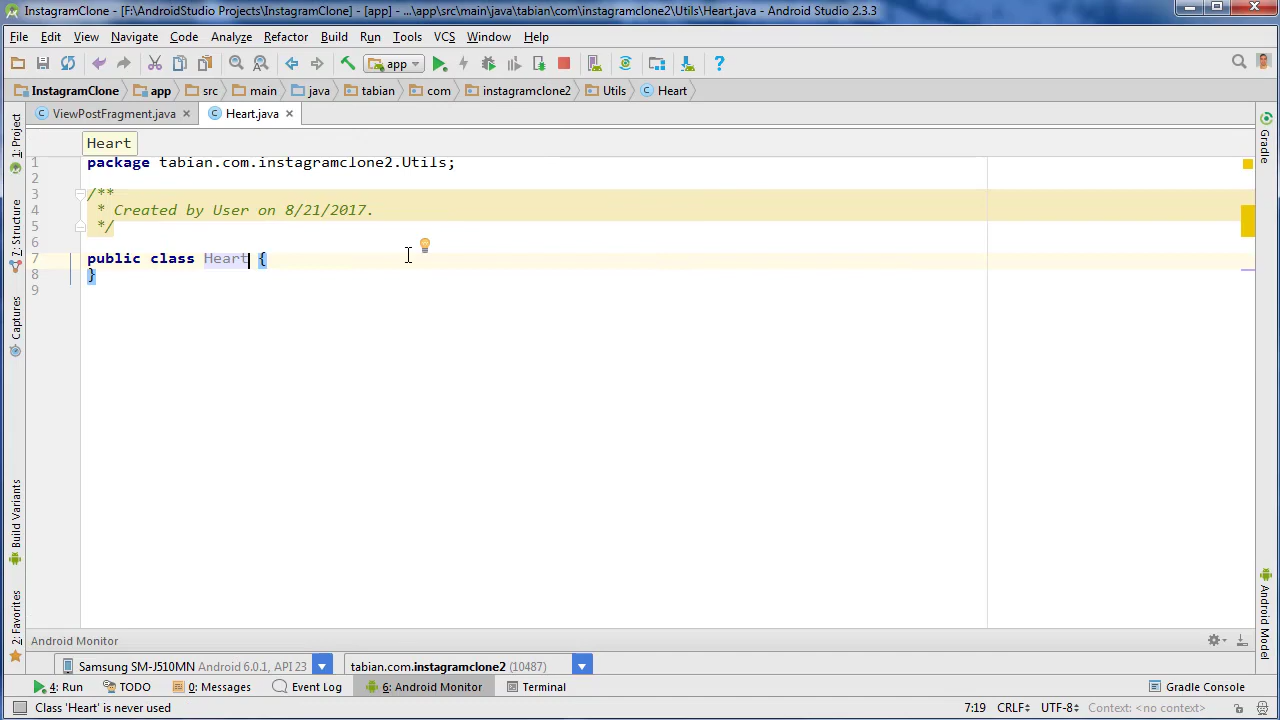 InstagramClone - [F:\AndroidStudio Projects\InstagramClone] - [app] - ...\app\src\main\java\tabian\com\instagramclone2\Utils\Heart.java - Android Studio 2.3.3
File Edit View Navigate Code Analyze Refactor Build Run Tools VCS Window Help
app
InstagramClone app src main java tabian com instagramclone2 Utils Heart
1: Project
7: Structure
Captures
Build Variants
2: Favorites
ViewPostFragment.java Heart.java
Heart
1 package tabian.com.instagramclone2.Utils;
2
3 /**
4 * Created by User on 8/21/2017.
5 */
6
7 public class Heart {
8 }
9
Gradle
Android Model
Android Monitor
Samsung SM-J510MN Android 6.0.1, API 23 tabian.com.instagramclone2 (10487)
4: Run TODO 0: Messages Event Log 6: Android Monitor Terminal Gradle Console
Class 'Heart' is never used 7:19 CRLF UTF-8 Context: <no context>